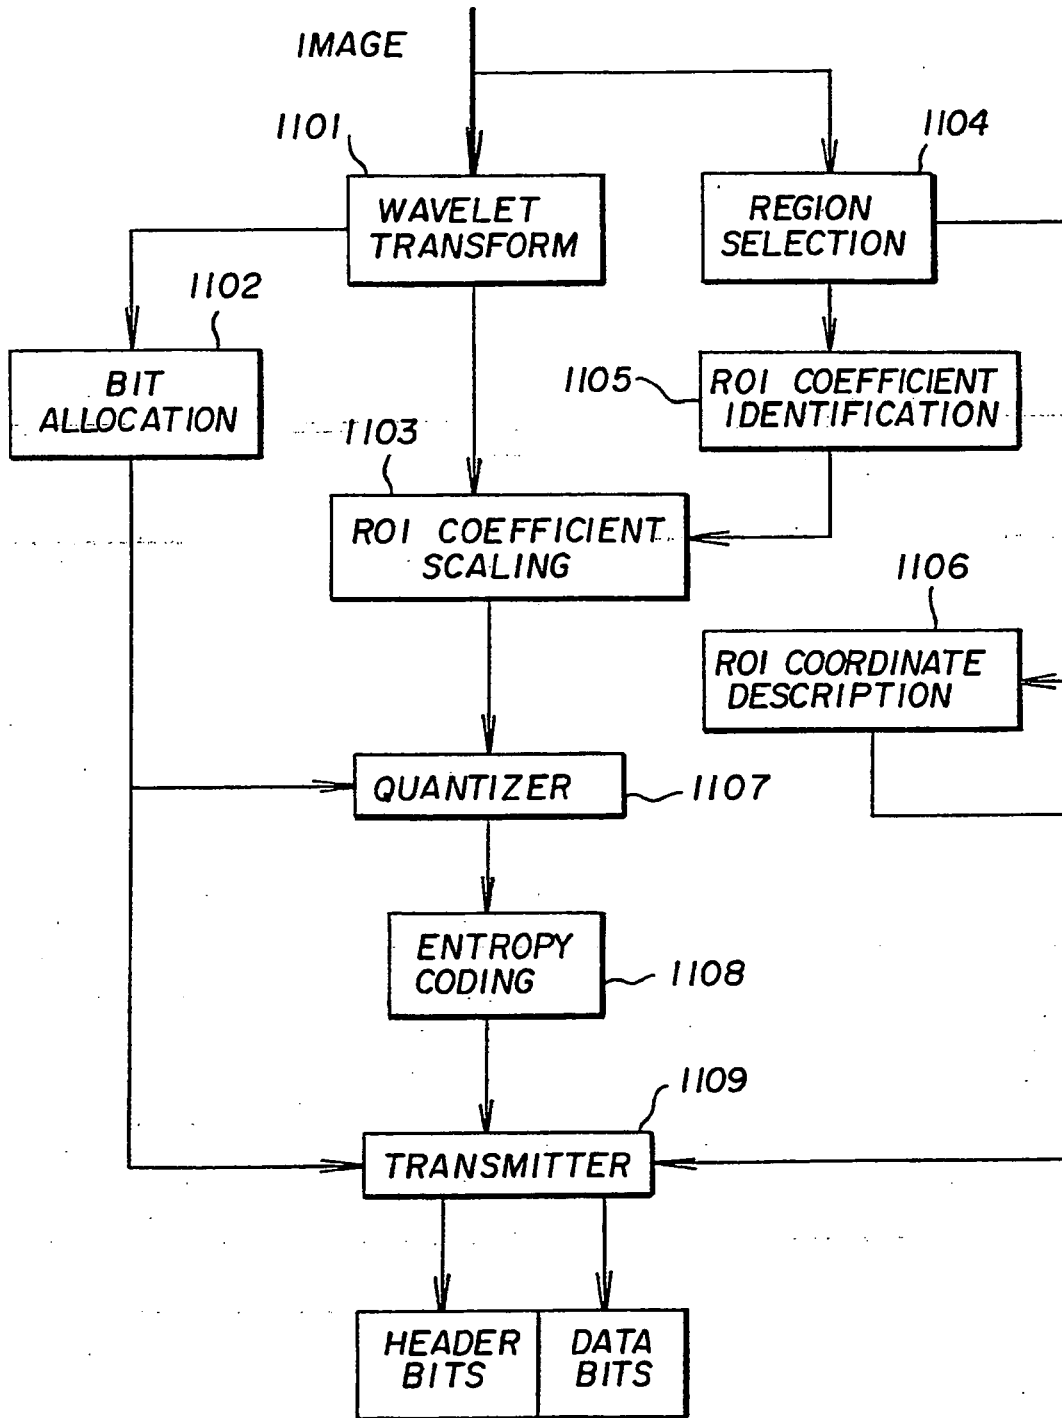 IMAGE
1101
WAVELET
TRANSFORM
1104
REGION
SELECTION
1102
BIT
ALLOCATION
1105
ROI COEFFICIENT
IDENTIFICATION
1103
ROI COEFFICIENT
SCALING
1106
ROI COORDINATE
DESCRIPTION
QUANTIZER
1107
ENTROPY
CODING
1108
1109
TRANSMITTER
HEADER
BITS
DATA
BITS